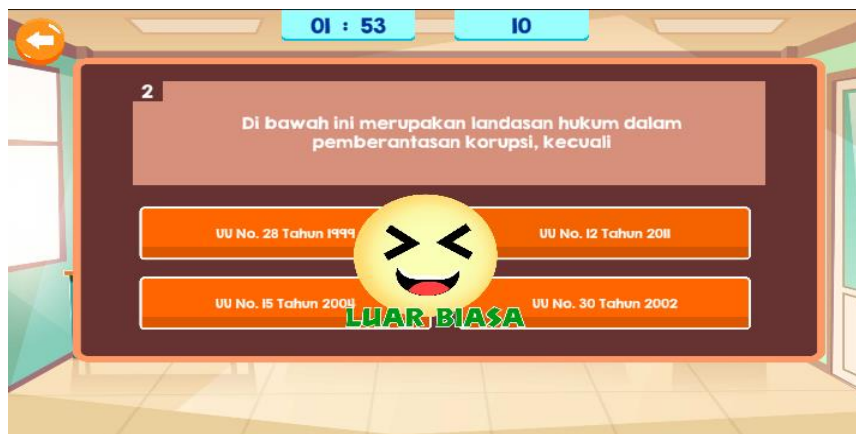 01 : 53
10
2
Di bawah ini merupakan landasan hukum dalam
pemberantasan korupsi, kecuali
UU No. 28 Tahun 1999
UU No. 12 Tahun 2011
UU No. 15 Tahun 2004
UU No. 30 Tahun 2002
LUAR BIASA